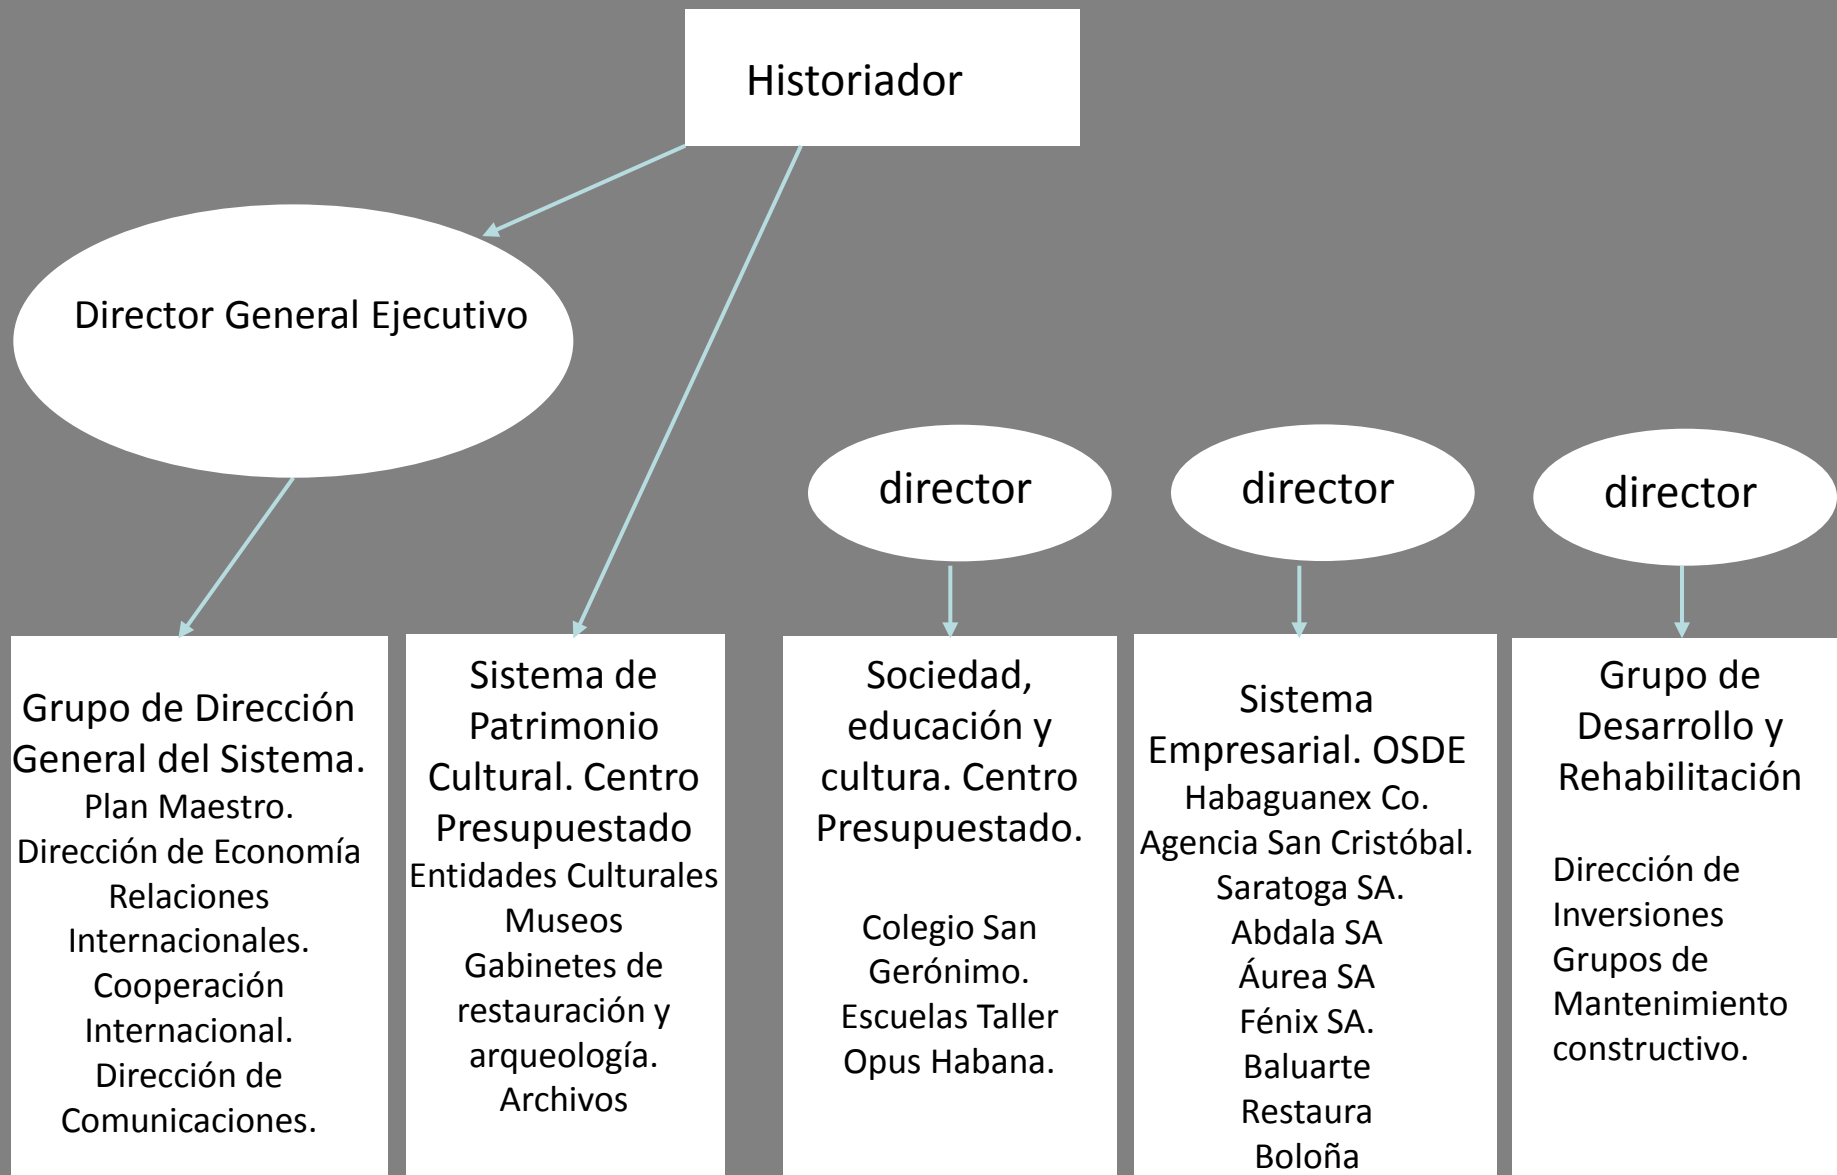 Historiador
Director General Ejecutivo
director
director
director
Grupo de Dirección
General del Sistema.
Plan Maestro.
Dirección de Economía
Relaciones
Internacionales.
Cooperación
Internacional.
Dirección de
Comunicaciones.
Sistema de
Patrimonio
Cultural. Centro
Presupuestado
Entidades Culturales
Museos
Gabinetes de
restauración y
arqueología.
Archivos
Sociedad,
educación y
cultura. Centro
Presupuestado.
Colegio San
Gerónimo.
Escuelas Taller
Opus Habana.
Sistema
Empresarial. OSDE
Habaguanex Co.
Agencia San Cristóbal.
Saratoga SA.
Abdala SA
Áurea SA
Fénix SA.
Baluarte
Restaura
Boloña
Grupo de
Desarrollo y
Rehabilitación
Dirección de
Inversiones
Grupos de
Mantenimiento
constructivo.